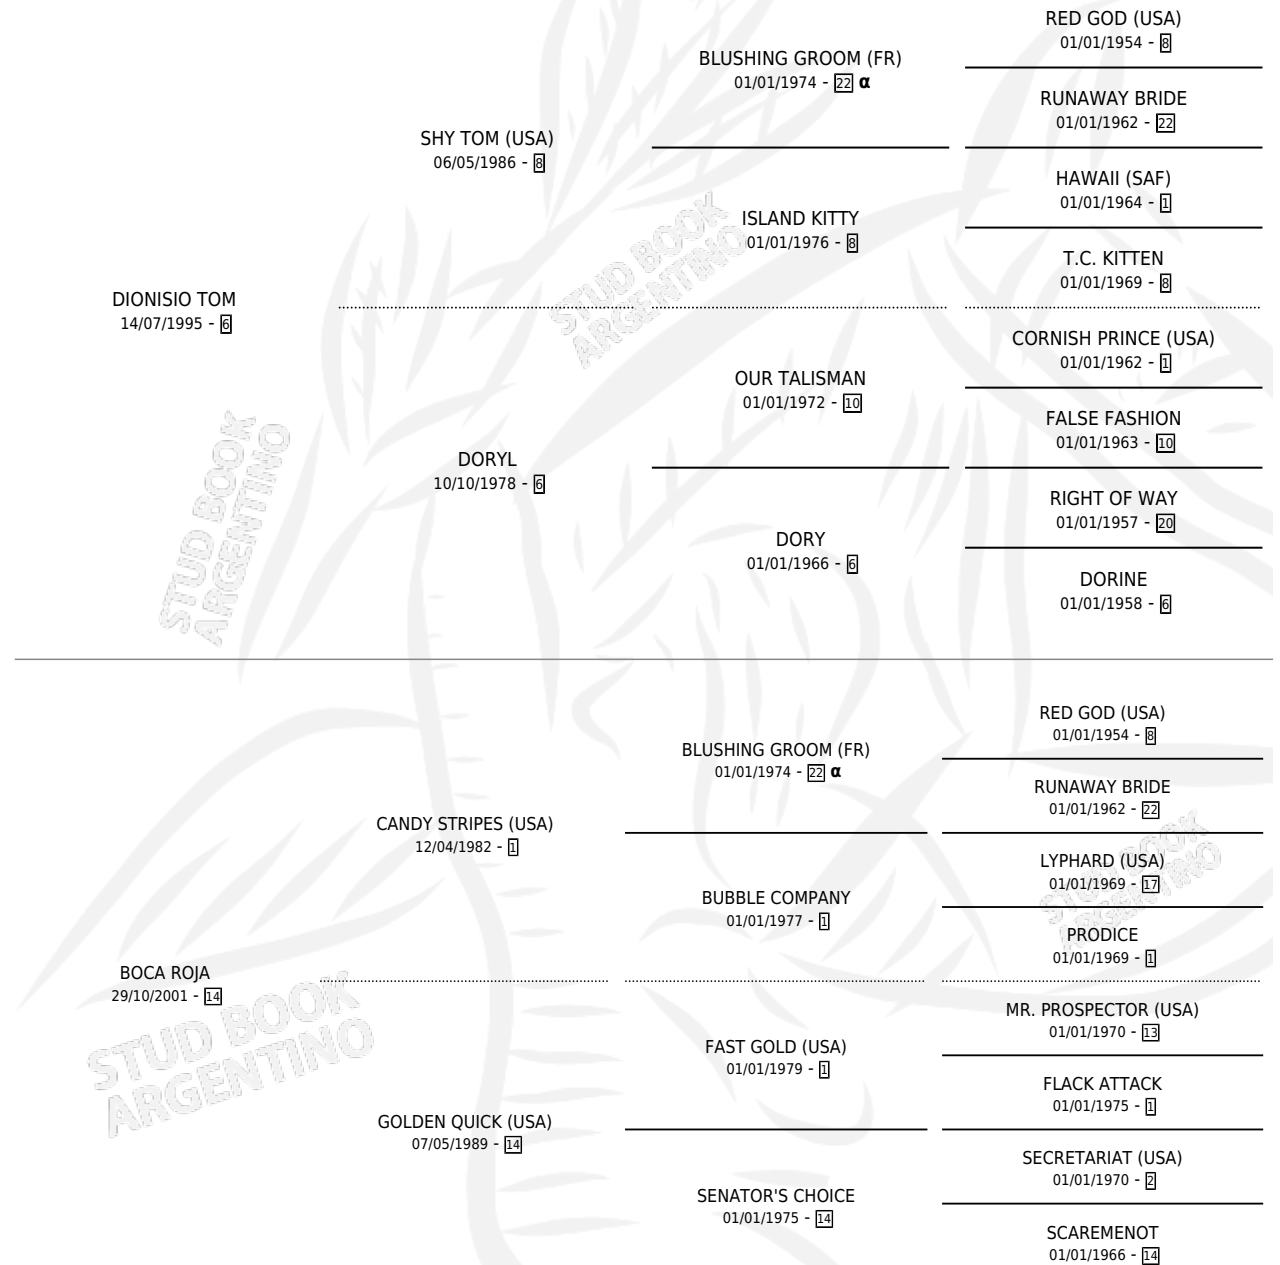 RED GOD (USA)
01/01/1954 - 8
BLUSHING GROOM (FR)
01/01/1974 - 22 α
RUNAWAY BRIDE
01/01/1962 - 22
SHY TOM (USA)
06/05/1986 - 8
HAWAII (SAF)
01/01/1964 - 1
ISLAND KITTY
01/01/1976 - 8
T.C. KITTEN
01/01/1969 - 8
DIONISIO TOM
14/07/1995 - 6
STUD BOOK
ARGENTINO
CORNISH PRINCE (USA)
01/01/1962 - 1
OUR TALISMAN
01/01/1972 - 10
FALSE FASHION
01/01/1963 - 10
DORYL
10/10/1978 - 6
RIGHT OF WAY
01/01/1957 - 20
DORY
01/01/1966 - 6
DORINE
01/01/1958 - 6
STUD BOOK
ARGENTINO
RED GOD (USA)
01/01/1954 - 8
BLUSHING GROOM (FR)
01/01/1974 - 22 α
RUNAWAY BRIDE
01/01/1962 - 22
CANDY STRIPES (USA)
12/04/1982 - 1
LYPHARD (USA)
01/01/1969 - 17
STUD BOOK
ARGENTINO
BUBBLE COMPANY
01/01/1977 - 1
PRODICE
01/01/1969 - 1
BOCA ROJA
29/10/2001 - 14
STUD BOOK
ARGENTINO
MR. PROSPECTOR (USA)
01/01/1970 - 13
FAST GOLD (USA)
01/01/1979 - 1
FLACK ATTACK
01/01/1975 - 1
GOLDEN QUICK (USA)
07/05/1989 - 14
SECRETARIAT (USA)
01/01/1970 - 2
SENATOR'S CHOICE
01/01/1975 - 14
SCAREMENOT
01/01/1966 - 14